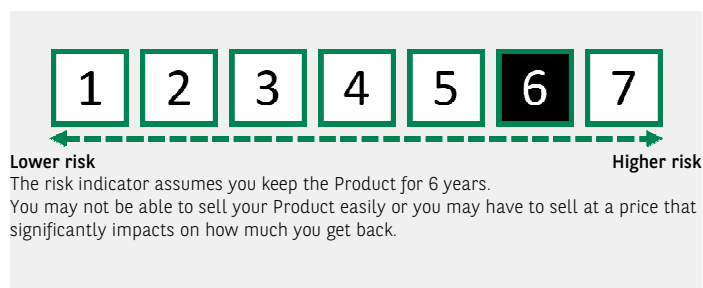 1 2 3 4 5 6 7
Lower risk Higher risk
The risk indicator assumes you keep the Product for 6 years.
You may not be able to sell your Product easily or you may have to sell at a price that
significantly impacts on how much you get back.